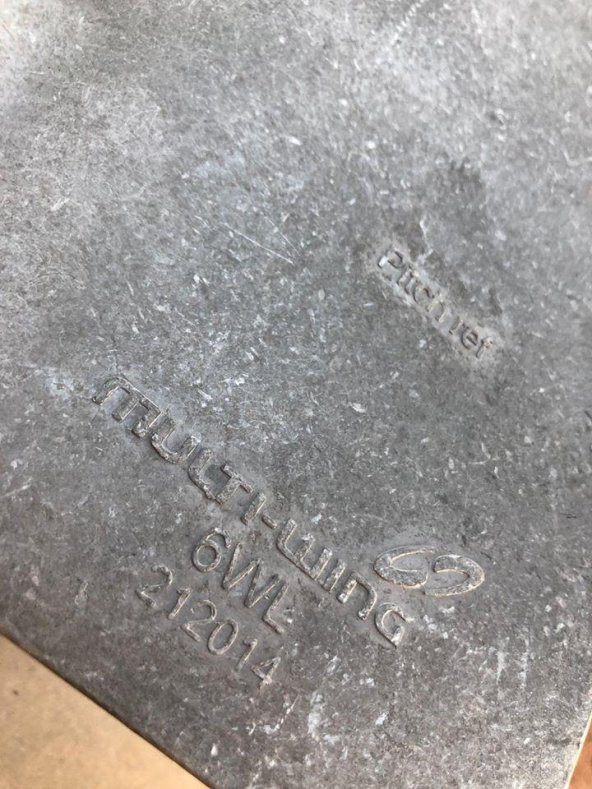 Pitch ref
MULTI-WING
6WL
212014